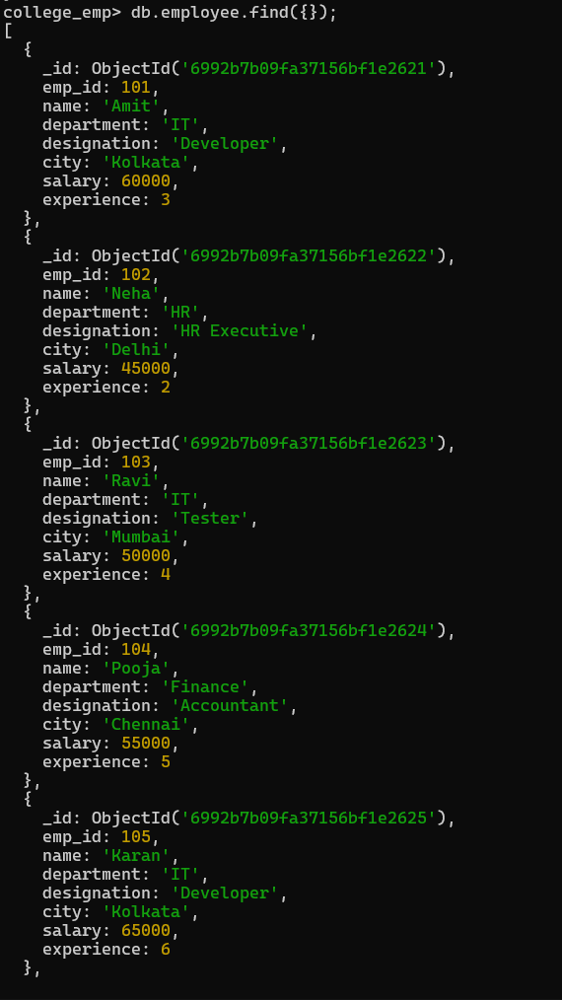 college_emp> db.employee.find({});
[
  {
    _id: ObjectId('6992b7b09fa37156bf1e2621'),
    emp_id: 101,
    name: 'Amit',
    department: 'IT',
    designation: 'Developer',
    city: 'Kolkata',
    salary: 60000,
    experience: 3
  },
  {
    _id: ObjectId('6992b7b09fa37156bf1e2622'),
    emp_id: 102,
    name: 'Neha',
    department: 'HR',
    designation: 'HR Executive',
    city: 'Delhi',
    salary: 45000,
    experience: 2
  },
  {
    _id: ObjectId('6992b7b09fa37156bf1e2623'),
    emp_id: 103,
    name: 'Ravi',
    department: 'IT',
    designation: 'Tester',
    city: 'Mumbai',
    salary: 50000,
    experience: 4
  },
  {
    _id: ObjectId('6992b7b09fa37156bf1e2624'),
    emp_id: 104,
    name: 'Pooja',
    department: 'Finance',
    designation: 'Accountant',
    city: 'Chennai',
    salary: 55000,
    experience: 5
  },
  {
    _id: ObjectId('6992b7b09fa37156bf1e2625'),
    emp_id: 105,
    name: 'Karan',
    department: 'IT',
    designation: 'Developer',
    city: 'Kolkata',
    salary: 65000,
    experience: 6
  },